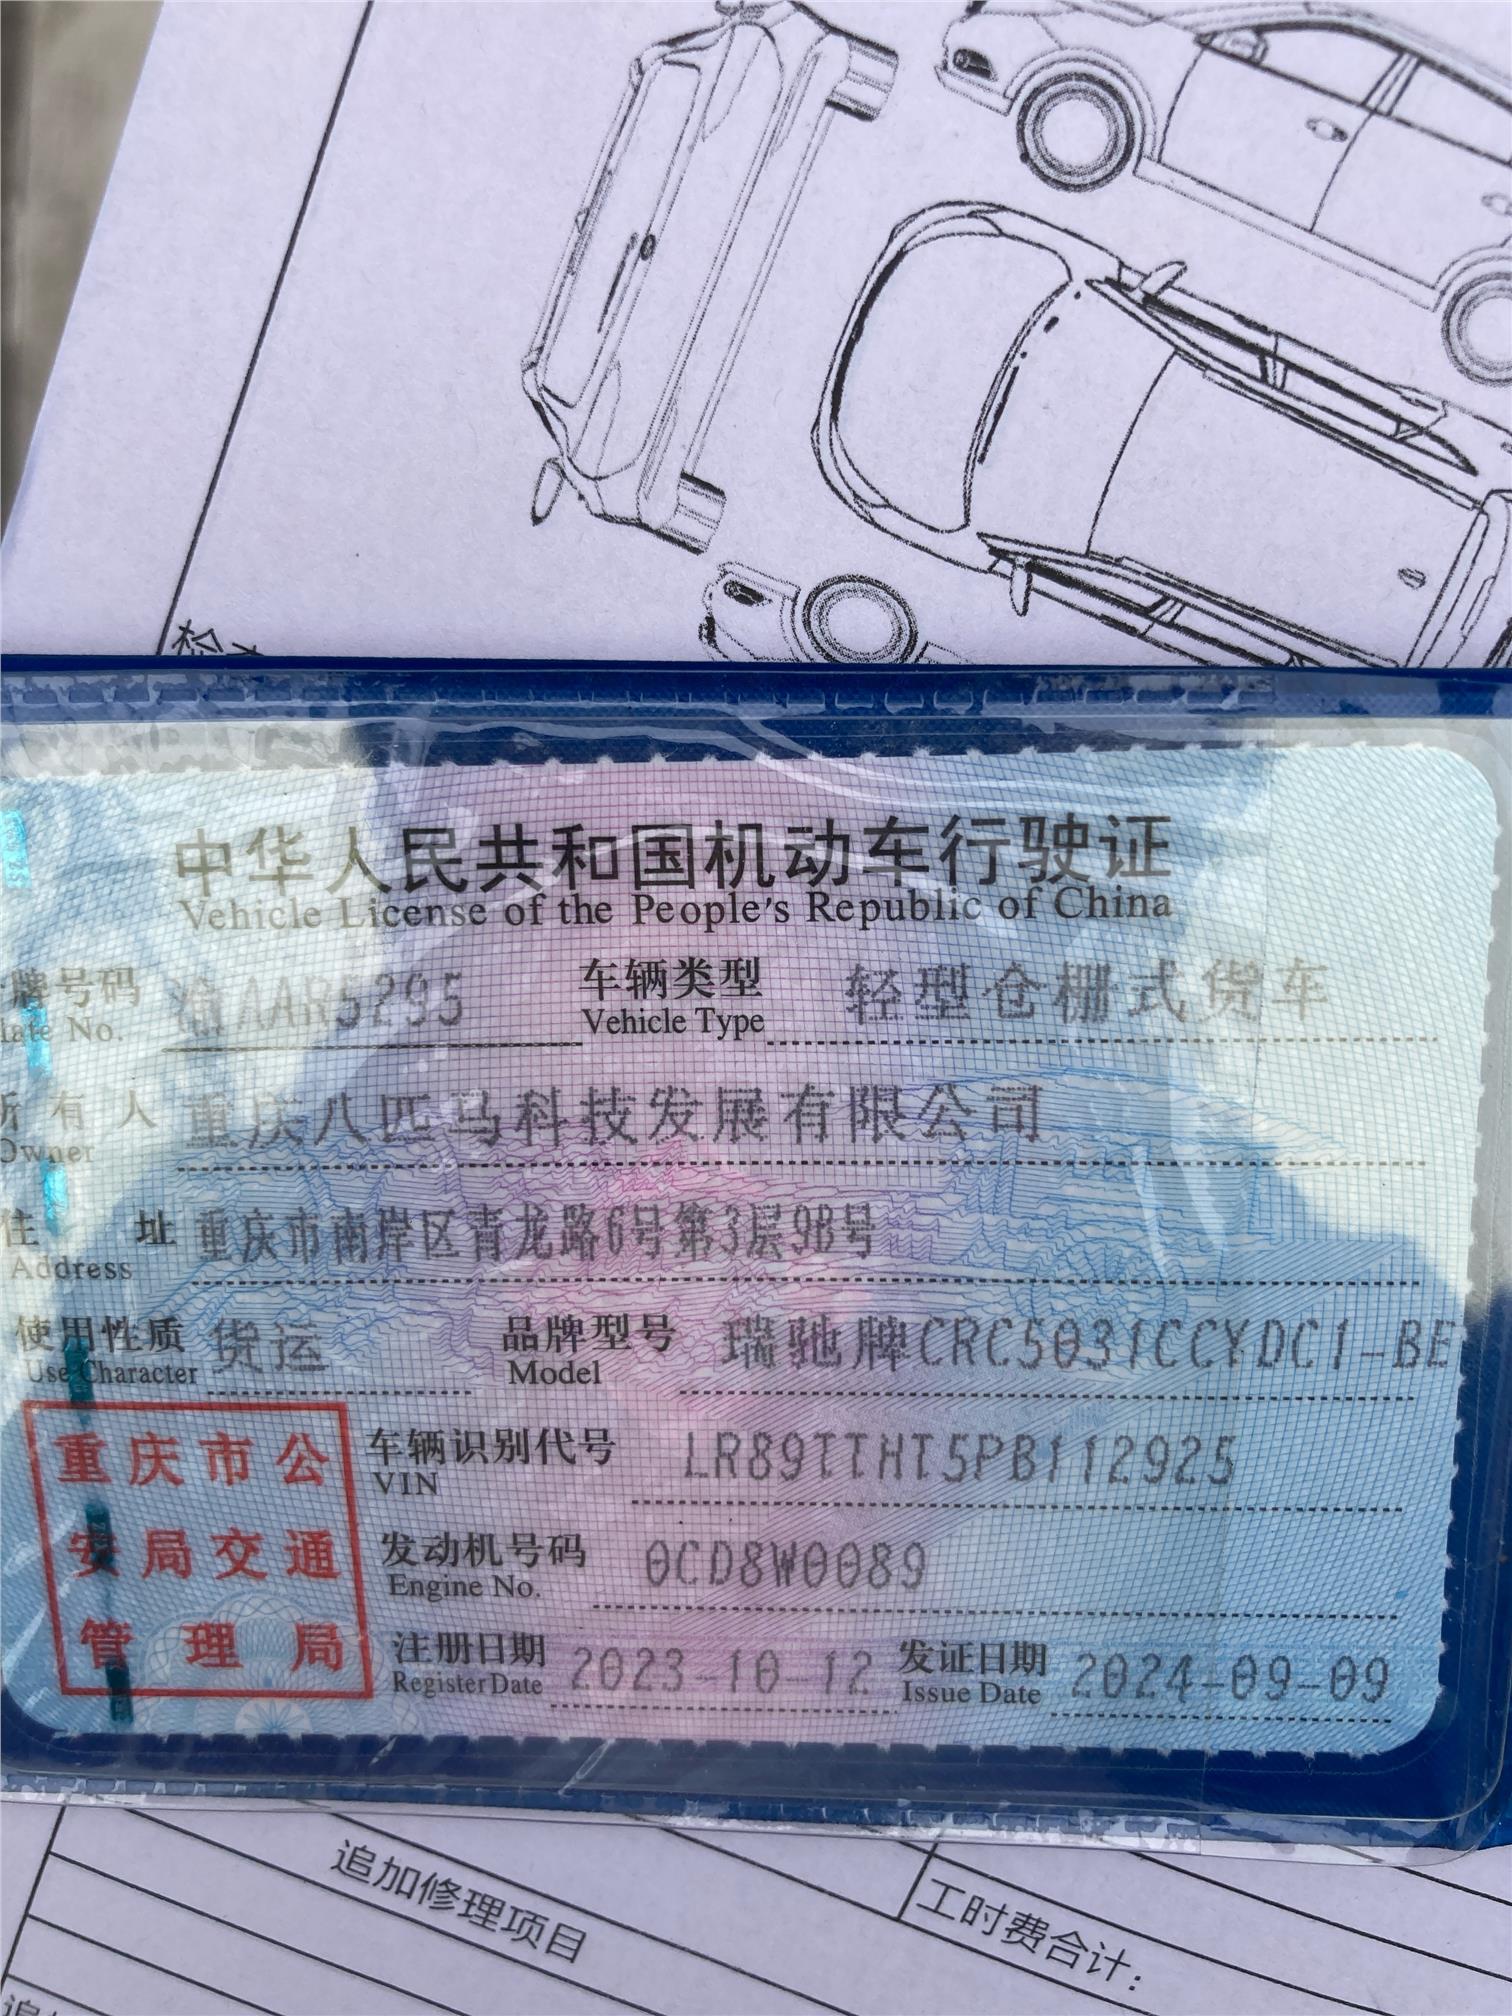 中华人民共和国机动车行驶证
Vehicle License of the People's Republic of China
牌号码 渝AAR5295 车辆类型 轻型仓栅式货车
late No. Vehicle Type
所有人 重庆八匹马科技发展有限公司
Owner
住址 重庆市南岸区青龙路6号第3层9B号
Address
使用性质 货运 品牌型号 瑞驰牌CRC5031CCYDC1-BE
Use Character Model
重庆市公
安局交通
管理局
车辆识别代号 LR89TTHT5PB112925
VIN
发动机号码 0CD8W0089
Engine No.
注册日期 2023-10-12 发证日期 2024-09-09
Register Date Issue Date
追加修理项目 工时费合计: